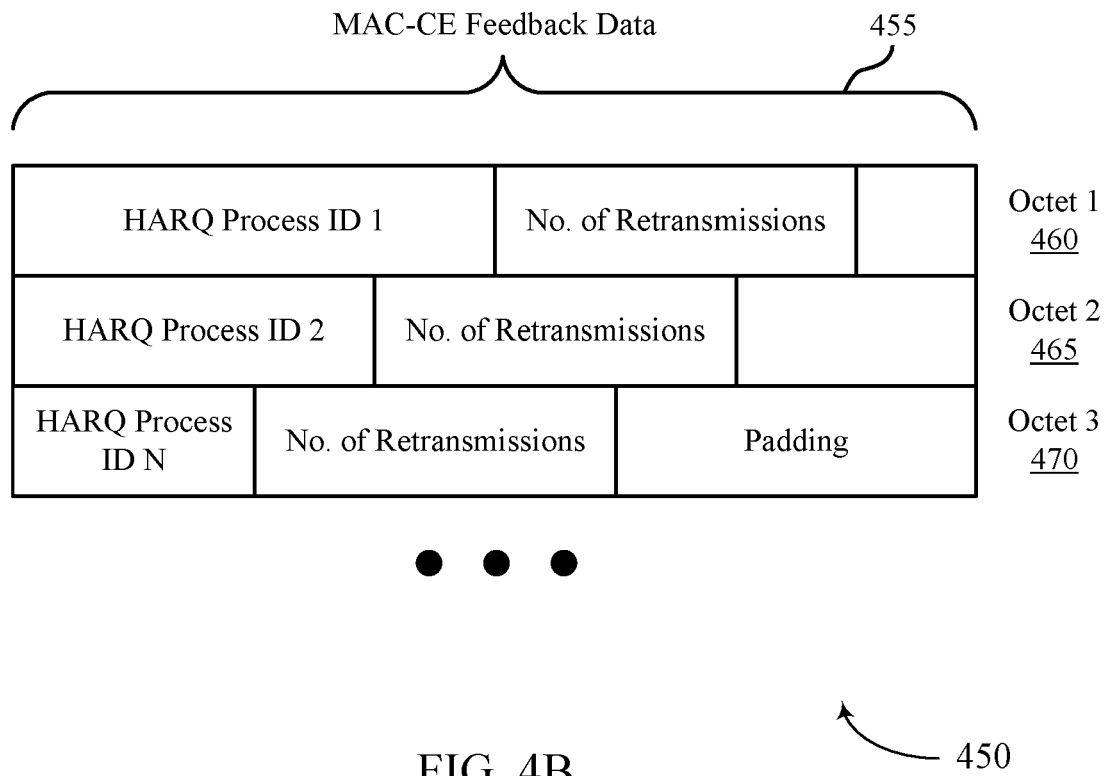 MAC-CE Feedback Data
455
HARQ Process ID 1
No. of Retransmissions
Octet 1
460
HARQ Process ID 2
No. of Retransmissions
Octet 2
465
HARQ Process
ID N
No. of Retransmissions
Padding
Octet 3
470
450
FIG. 4B